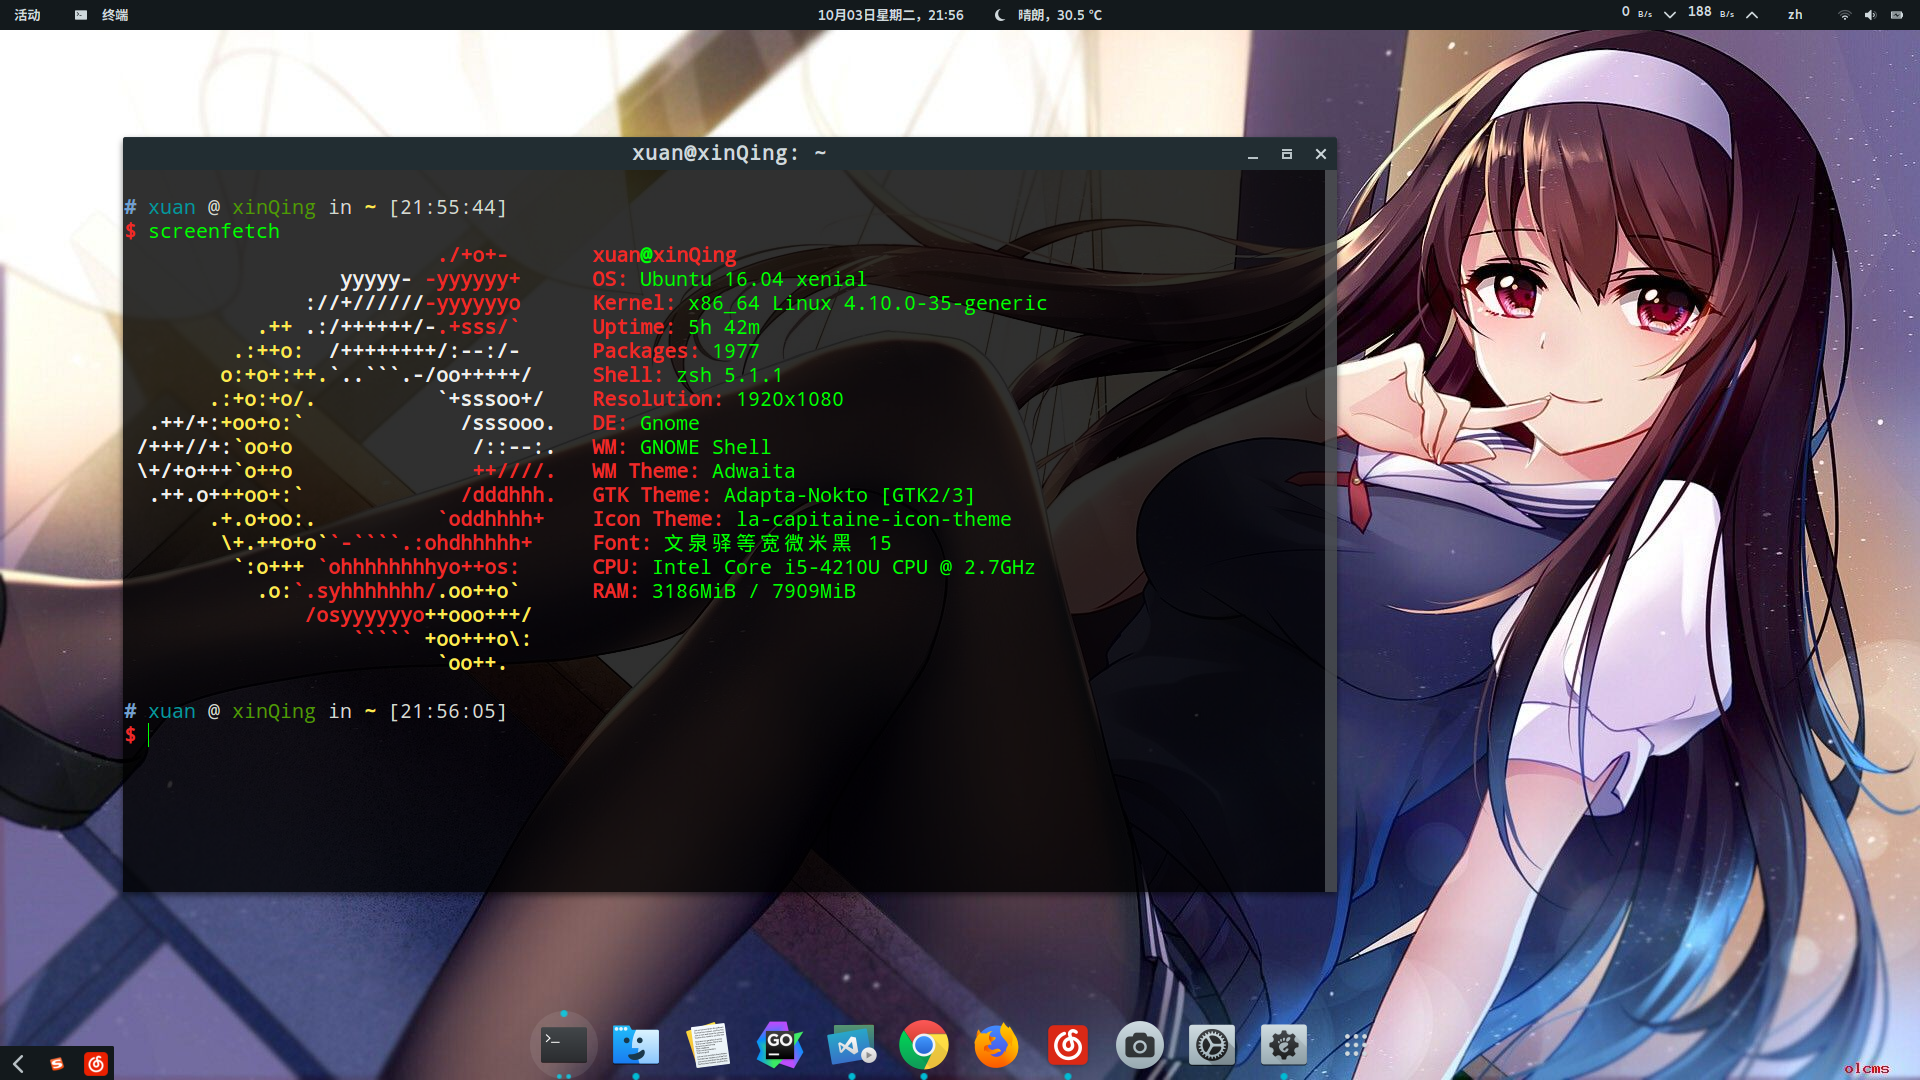 活动 终端 10月03日星期二，21:56 晴朗，30.5 °C 0 B/s 188 B/s zh
xuan@xinQing: ~
# xuan @ xinQing in ~ [21:55:44]
$ screenfetch
./+o+- xuan@xinQing
yyyyy- -yyyyyy+ OS: Ubuntu 16.04 xenial
://+//////-yyyyyyo Kernel: x86_64 Linux 4.10.0-35-generic
.++ .:/++++++/-.+sss/` Uptime: 5h 42m
.:++o: /++++++++/:--:/- Packages: 1977
o:+o+:++.`..```.-/oo+++++/ Shell: zsh 5.1.1
.:+o:+o/. `+sssoo+/ Resolution: 1920x1080
.++/+:+oo+o:` /sssooo. DE: Gnome
/+++//+:`oo+o /::--:. WM: GNOME Shell
\+/+o+++`o++o ++////. WM Theme: Adwaita
.++.o+++oo+:` /dddhhh. GTK Theme: Adapta-Nokto [GTK2/3]
.+.o+oo:. `oddhhhh+ Icon Theme: la-capitaine-icon-theme
\+.++o+o``-````.:ohdhhhhh+ Font: 文泉驿等宽微米黑 15
`:o+++ `ohhhhhhhhyo++os: CPU: Intel Core i5-4210U CPU @ 2.7GHz
.o:`.syhhhhhhh/.oo++o` RAM: 3186MiB / 7909MiB
/osyyyyyyo++ooo+++/
````` +oo+++o\:
`oo++.
# xuan @ xinQing in ~ [21:56:05]
$
GO
olcms